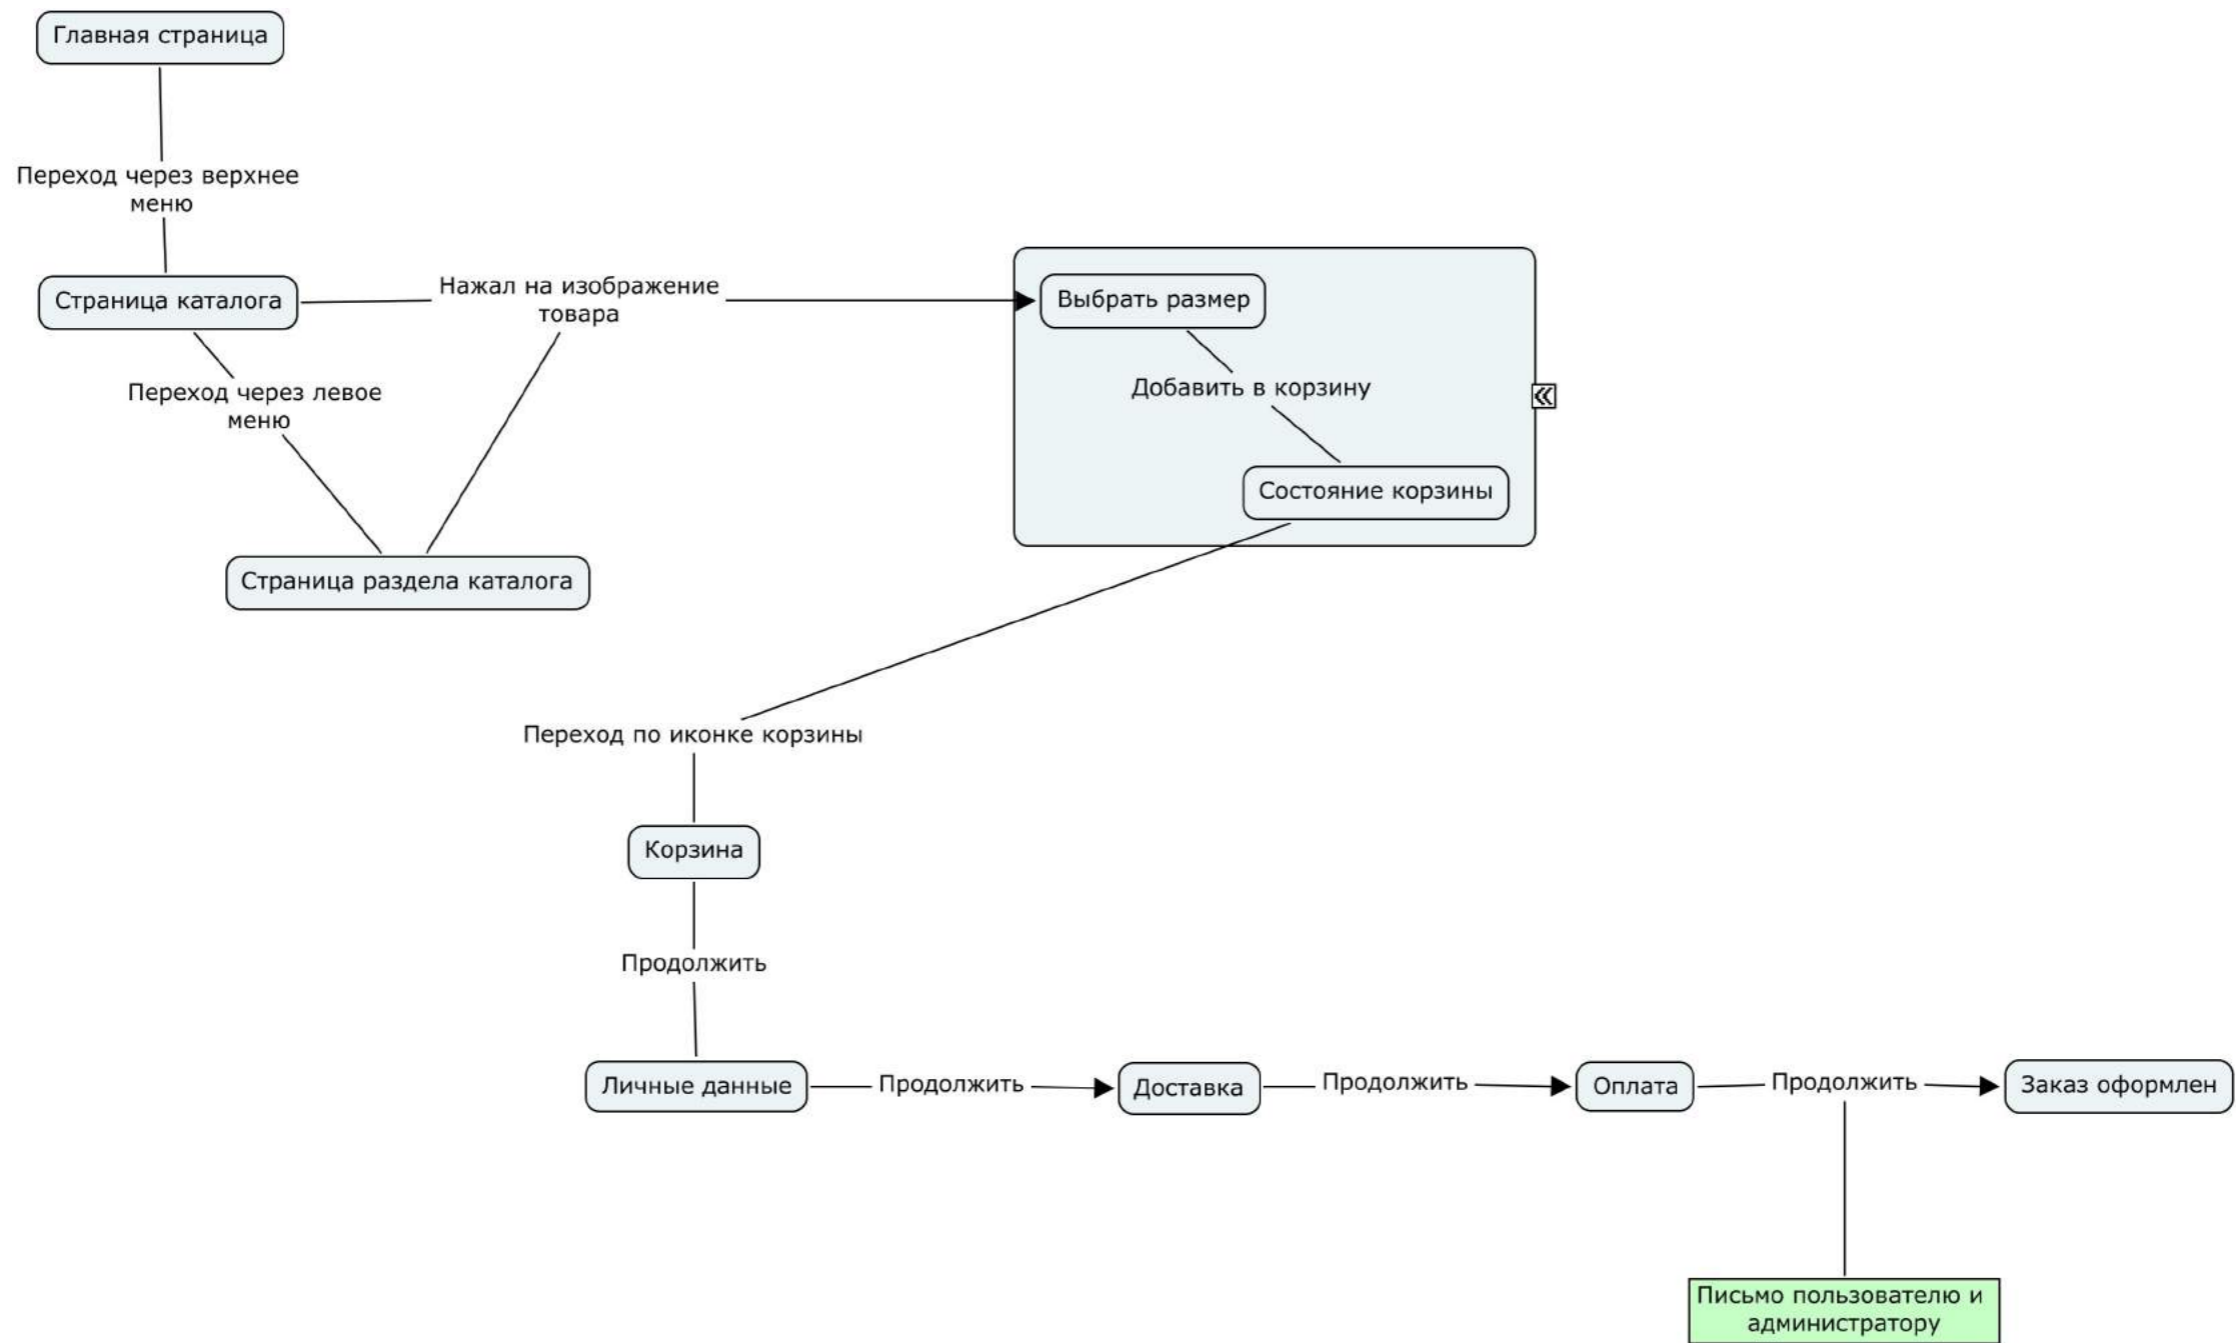 Главная страница
Переход через верхнее
меню
Страница каталога
Нажал на изображение
товара
Выбрать размер
Переход через левое
меню
Добавить в корзину
Состояние корзины
Страница раздела каталога
Переход по иконке корзины
Корзина
Продолжить
Личные данные
Продолжить
Доставка
Продолжить
Оплата
Продолжить
Заказ оформлен
Письмо пользователю и
администратору